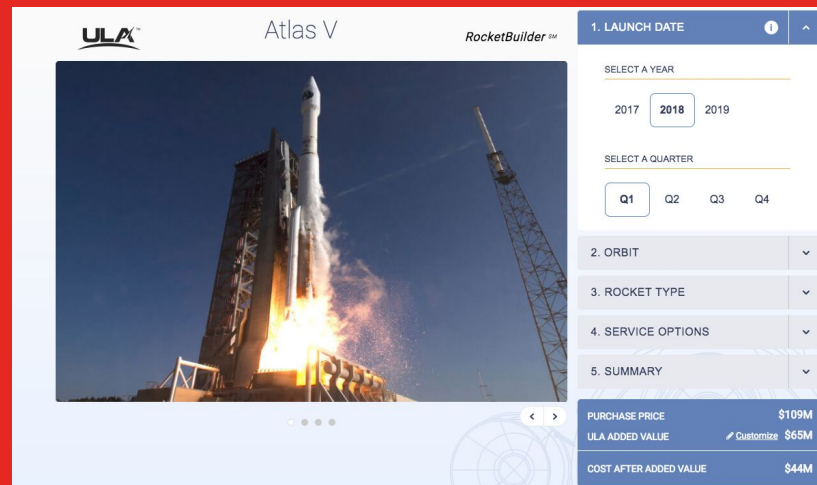 ULA™
Atlas V
RocketBuilder SM
1. LAUNCH DATE
i
SELECT A YEAR
2017 2018 2019
SELECT A QUARTER
Q1 Q2 Q3 Q4
2. ORBIT
3. ROCKET TYPE
4. SERVICE OPTIONS
5. SUMMARY
PURCHASE PRICE $109M
ULA ADDED VALUE Customize $65M
COST AFTER ADDED VALUE $44M